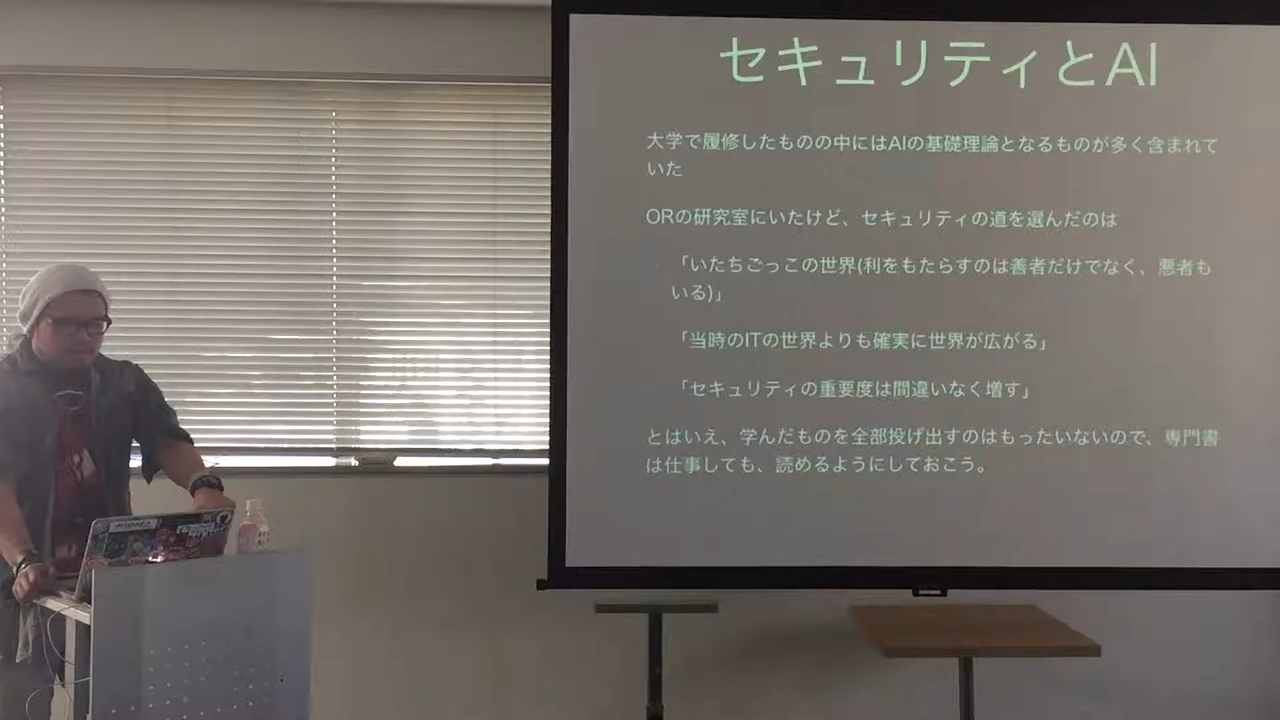 セキュリティとAI
大学で履修したものの中にはAIの基礎理論となるものが多く含まれて
いた
ORの研究室にいたけど、セキュリティの道を選んだのは
「いたちごっこの世界(利をもたらすのは善者だけでなく、悪者も
いる)」
「当時のITの世界よりも確実に世界が広がる」
「セキュリティの重要度は間違いなく増す」
とはいえ、学んだものを全部投げ出すのはもったいないので、専門書
は仕事しても、読めるようにしておこう。